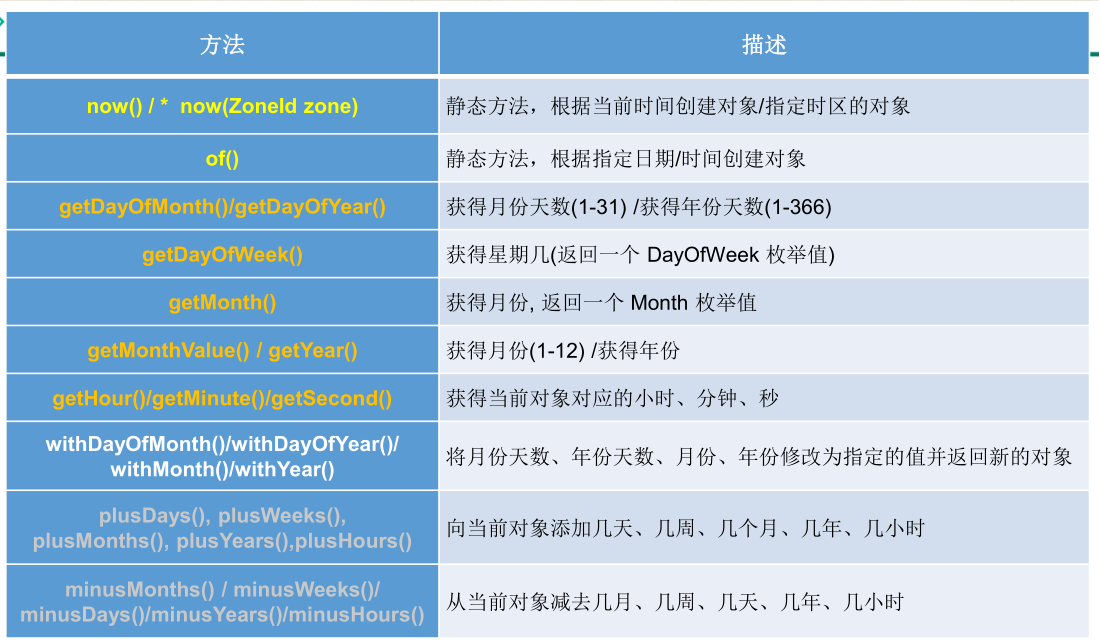 方法
描述
now() / *  now(ZoneId zone)
静态方法，根据当前时间创建对象/指定时区的对象
of()
静态方法，根据指定日期/时间创建对象
getDayOfMonth()/getDayOfYear()
获得月份天数(1-31) /获得年份天数(1-366)
getDayOfWeek()
获得星期几(返回一个 DayOfWeek 枚举值)
getMonth()
获得月份, 返回一个 Month 枚举值
getMonthValue() / getYear()
获得月份(1-12) /获得年份
getHour()/getMinute()/getSecond()
获得当前对象对应的小时、分钟、秒
withDayOfMonth()/withDayOfYear()/
withMonth()/withYear()
将月份天数、年份天数、月份、年份修改为指定的值并返回新的对象
plusDays(), plusWeeks(),
plusMonths(), plusYears(),plusHours()
向当前对象添加几天、几周、几个月、几年、几小时
minusMonths() / minusWeeks()/
minusDays()/minusYears()/minusHours()
从当前对象减去几月、几周、几天、几年、几小时